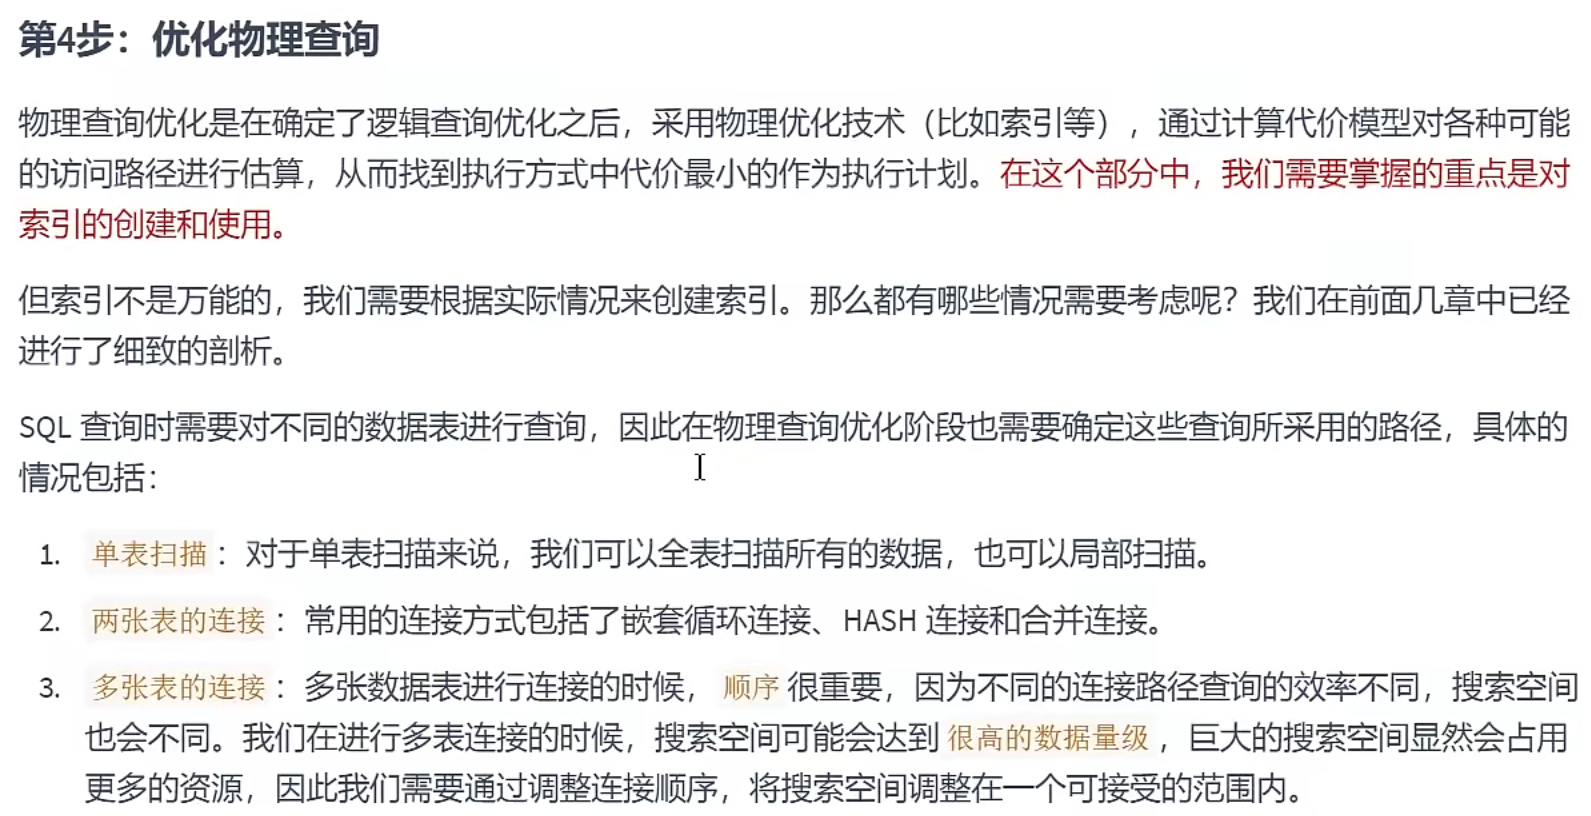 第4步：优化物理查询
物理查询优化是在确定了逻辑查询优化之后，采用物理优化技术（比如索引等），通过计算代价模型对各种可能
的访问路径进行估算，从而找到执行方式中代价最小的作为执行计划。在这个部分中，我们需要掌握的重点是对
索引的创建和使用。
但索引不是万能的，我们需要根据实际情况来创建索引。那么都有哪些情况需要考虑呢？我们在前面几章中已经
进行了细致的剖析。
SQL 查询时需要对不同的数据表进行查询，因此在物理查询优化阶段也需要确定这些查询所采用的路径，具体的
情况包括：
1. 单表扫描：对于单表扫描来说，我们可以全表扫描所有的数据，也可以局部扫描。
2. 两张表的连接：常用的连接方式包括了嵌套循环连接、HASH 连接和合并连接。
3. 多张表的连接：多张数据表进行连接的时候，顺序 很重要，因为不同的连接路径查询的效率不同，搜索空间
也会不同。我们在进行多表连接的时候，搜索空间可能会达到 很高的数据量级，巨大的搜索空间显然会占用
更多的资源，因此我们需要通过调整连接顺序，将搜索空间调整在一个可接受的范围内。